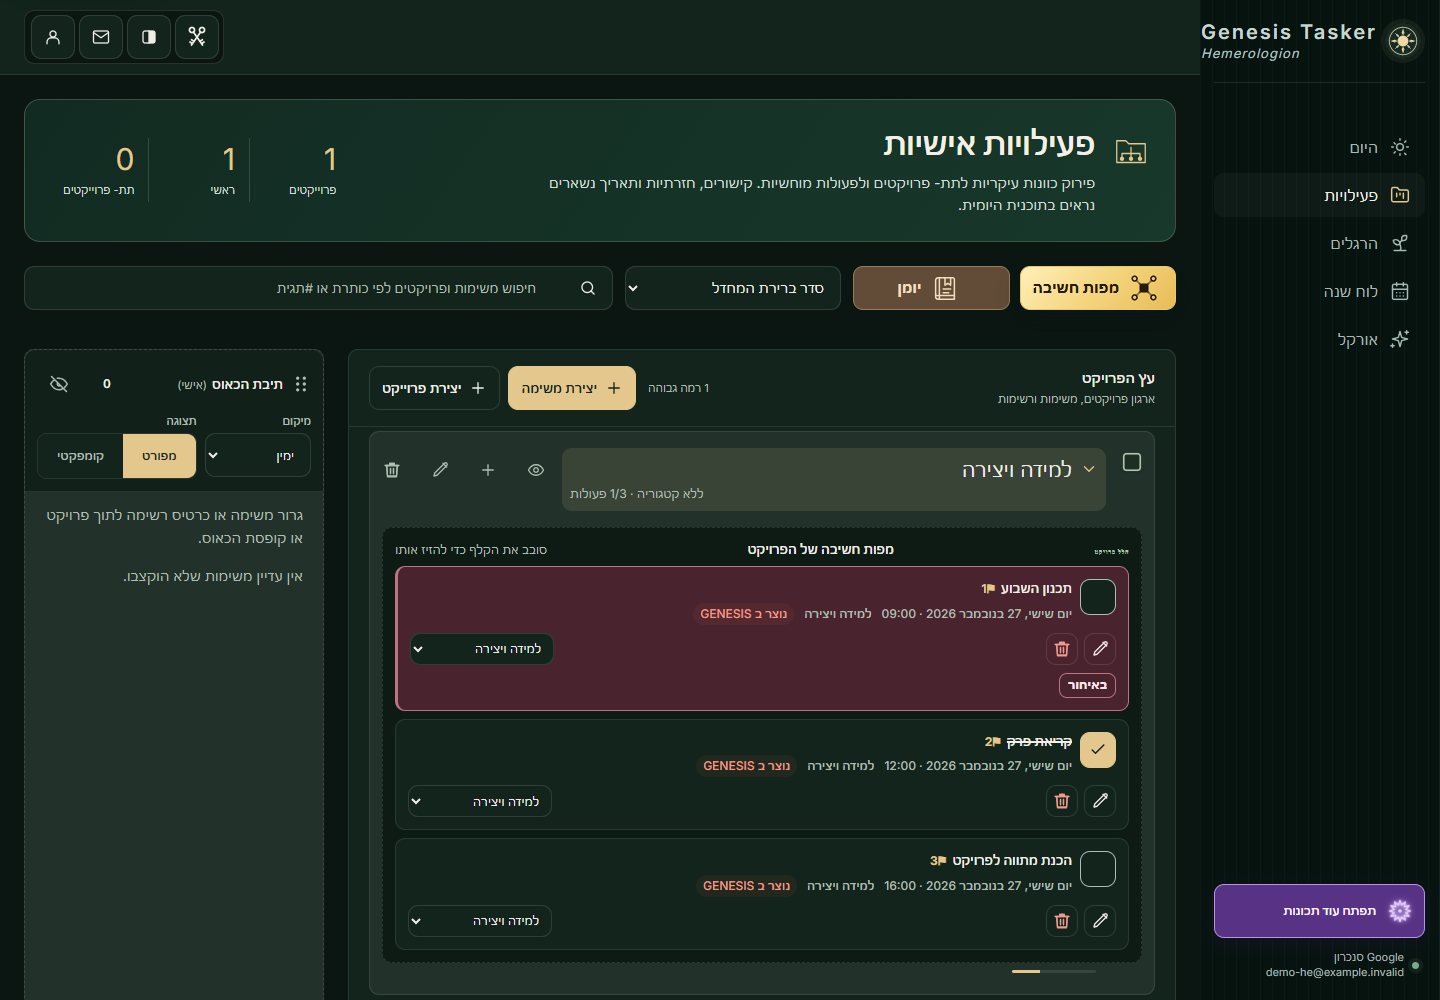 Genesis Tasker
Hemerologion
היום
פעילויות
הרגלים
לוח שנה
אורקל
תפתח עוד תכונות
סנכרון Google
demo-he@example.invalid
פעילויות אישיות
פירוק כוונות עיקריות לתת- פרויקטים ולפעולות מוחשיות. קישורים, חזרתיות ותאריך נשארים
נראים בתוכנית היומית.
1
פרוייקטים
1
ראשי
0
תת- פרוייקטים
מפות חשיבה
יומן
סדר ברירת המחדל
חיפוש משימות ופרויקטים לפי כותרת או #תגית
עץ הפרויקט
ארגון פרויקטים, משימות ורשימות
1 רמה גבוהה
יצירת משימה
יצירת פרוייקט
למידה ויצירה
ללא קטגוריה · 1/3 פעולות
חלל פרוייקט
מפות חשיבה של הפרויקט
סובב את הקלף כדי להזיז אותו
תכנון השבוע 1
יום שישי, 27 בנובמבר 2026 · 09:00 למידה ויצירה נוצר ב GENESIS
למידה ויצירה
באיחור
קריאת פרק 2
יום שישי, 27 בנובמבר 2026 · 12:00 למידה ויצירה נוצר ב GENESIS
למידה ויצירה
הכנת מתווה לפרויקט 3
יום שישי, 27 בנובמבר 2026 · 16:00 למידה ויצירה נוצר ב GENESIS
למידה ויצירה
תיבת הכאוס (אישי) 0
מיקום
תצוגה
ימין
מפורט
קומפקטי
גרור משימה או כרטיס רשימה לתוך פרויקט
או קופסת הכאוס.
אין עדיין משימות שלא הוקצבו.